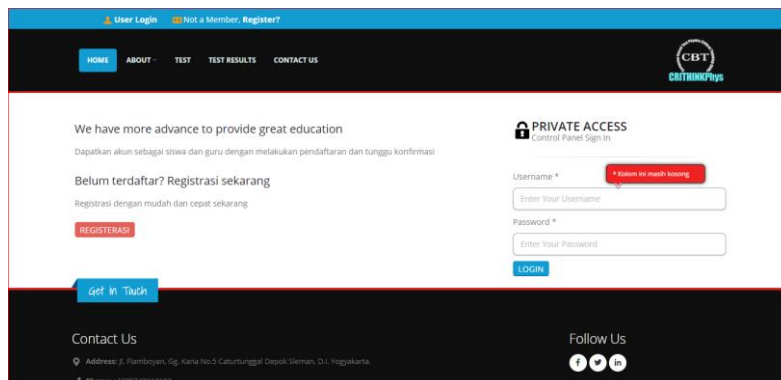 User Login Not a Member, Register?
HOME ABOUT TEST TEST RESULTS CONTACT US
CBT
CRITHINKPhys
We have more advance to provide great education
Dapatkan akun sebagai siswa dan guru dengan melakukan pendaftaran dan tunggu konfirmasi
Belum terdaftar? Registrasi sekarang
Registrasi dengan mudah dan cepat sekarang
REGISTERASI
PRIVATE ACCESS
Control Panel Sign In
Username *
* Kolom ini masih kosong
Enter Your Username
Password *
Enter Your Password
LOGIN
Get in Touch
Contact Us
Address: Jl. Flamboyan, Gg. Kana No.5 Caturtunggal Depok Sleman, D.I. Yogyakarta.
Follow Us